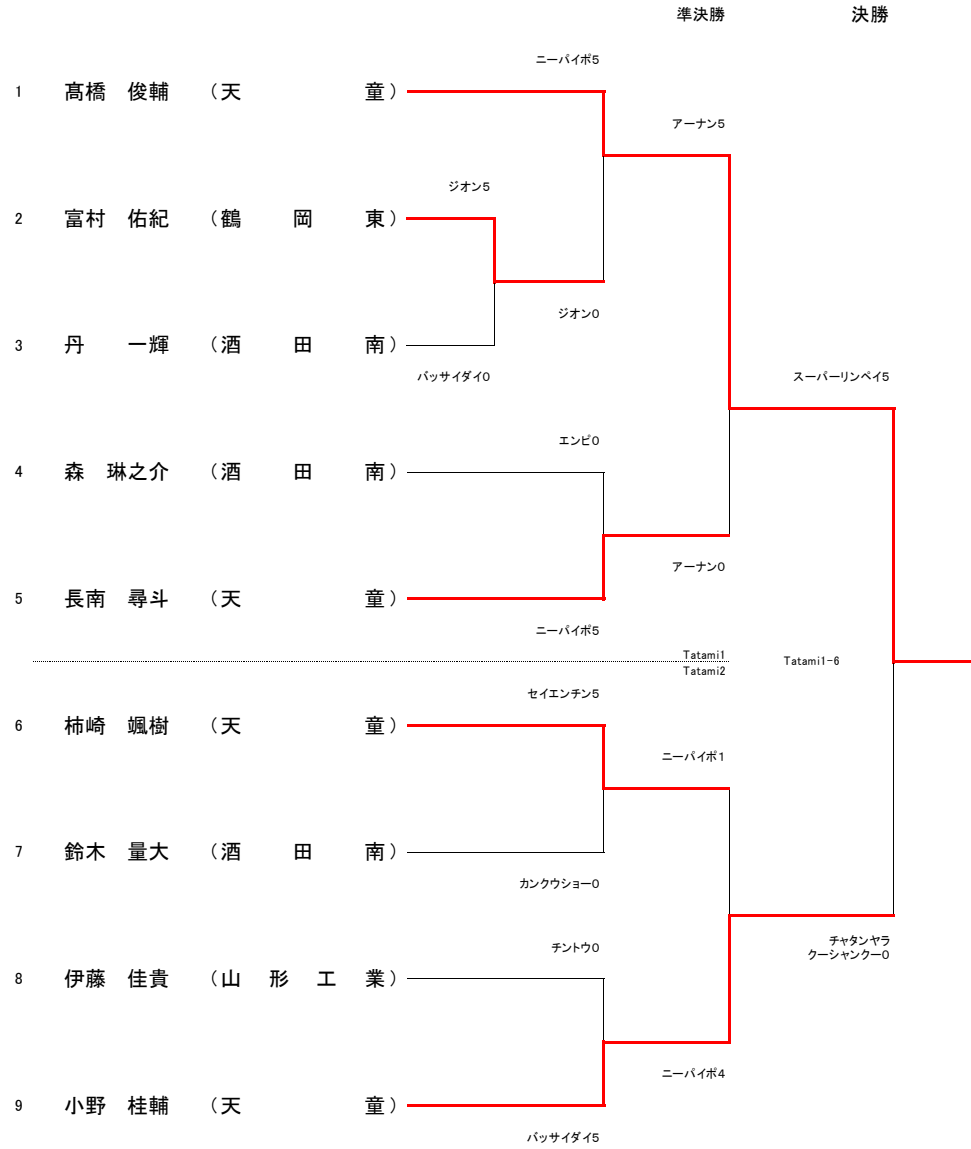 準決勝 決勝
ニーパイポ5
1 髙橋 俊輔 （天 童）
アーナン5
ジオン5
2 富村 佑紀 （鶴 岡 東）
ジオン0
3 丹 一輝 （酒 田 南）
バッサイダイ0
スーパーリンペイ5
エンピ0
4 森 琳之介 （酒 田 南）
アーナン0
5 長南 尋斗 （天 童）
ニーパイポ5
Tatami1
Tatami1-6
Tatami2
セイエンチン5
6 柿崎 颯樹 （天 童）
ニーパイポ1
7 鈴木 量大 （酒 田 南）
カンクウショー0
チャタンヤラ
クーシャンクー0
チントウ0
8 伊藤 佳貴 （山 形 工 業）
ニーパイポ4
9 小野 桂輔 （天 童）
バッサイダイ5